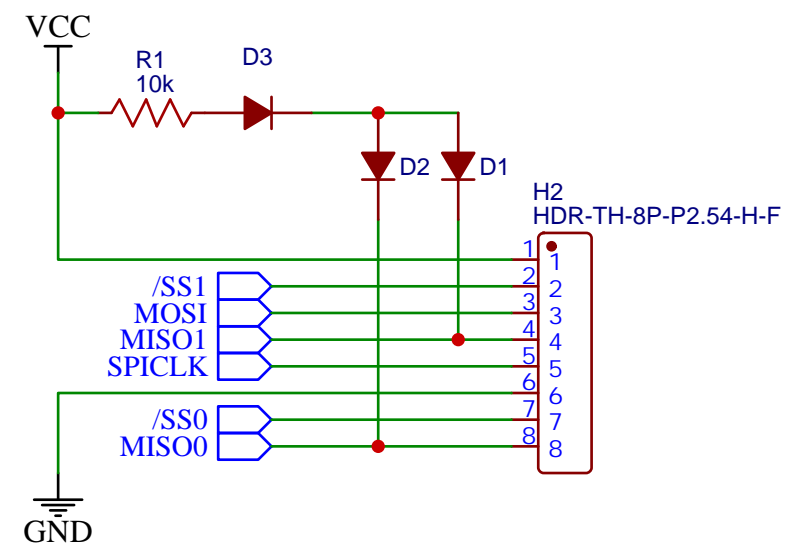 VCC
R1
10k
D3
D2
D1
H2
HDR-TH-8P-P2.54-H-F
1
1
/SS1
2
2
MOSI
3
3
MISO1
4
4
SPICLK
5
5
6
6
/SS0
7
7
MISO0
8
8
GND